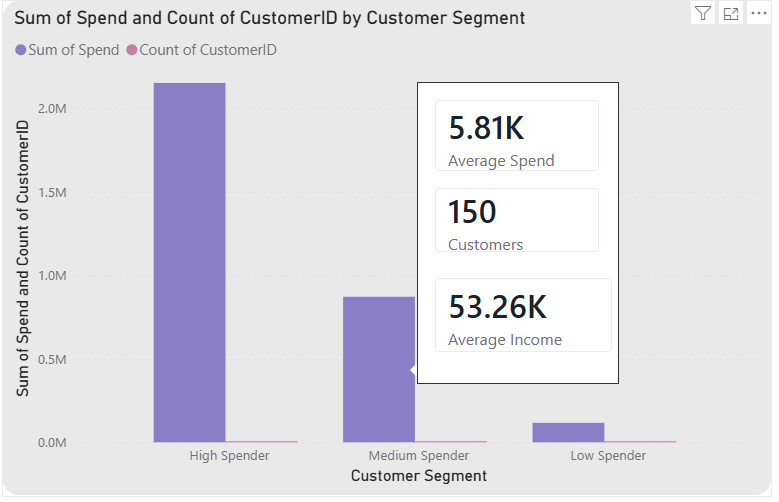 Sum of Spend and Count of CustomerID by Customer Segment
Sum of Spend Count of CustomerID
Sum of Spend and Count of CustomerID
2.0M
1.5M
1.0M
0.5M
0.0M
5.81K
Average Spend
150
Customers
53.26K
Average Income
High Spender Medium Spender Low Spender
Customer Segment